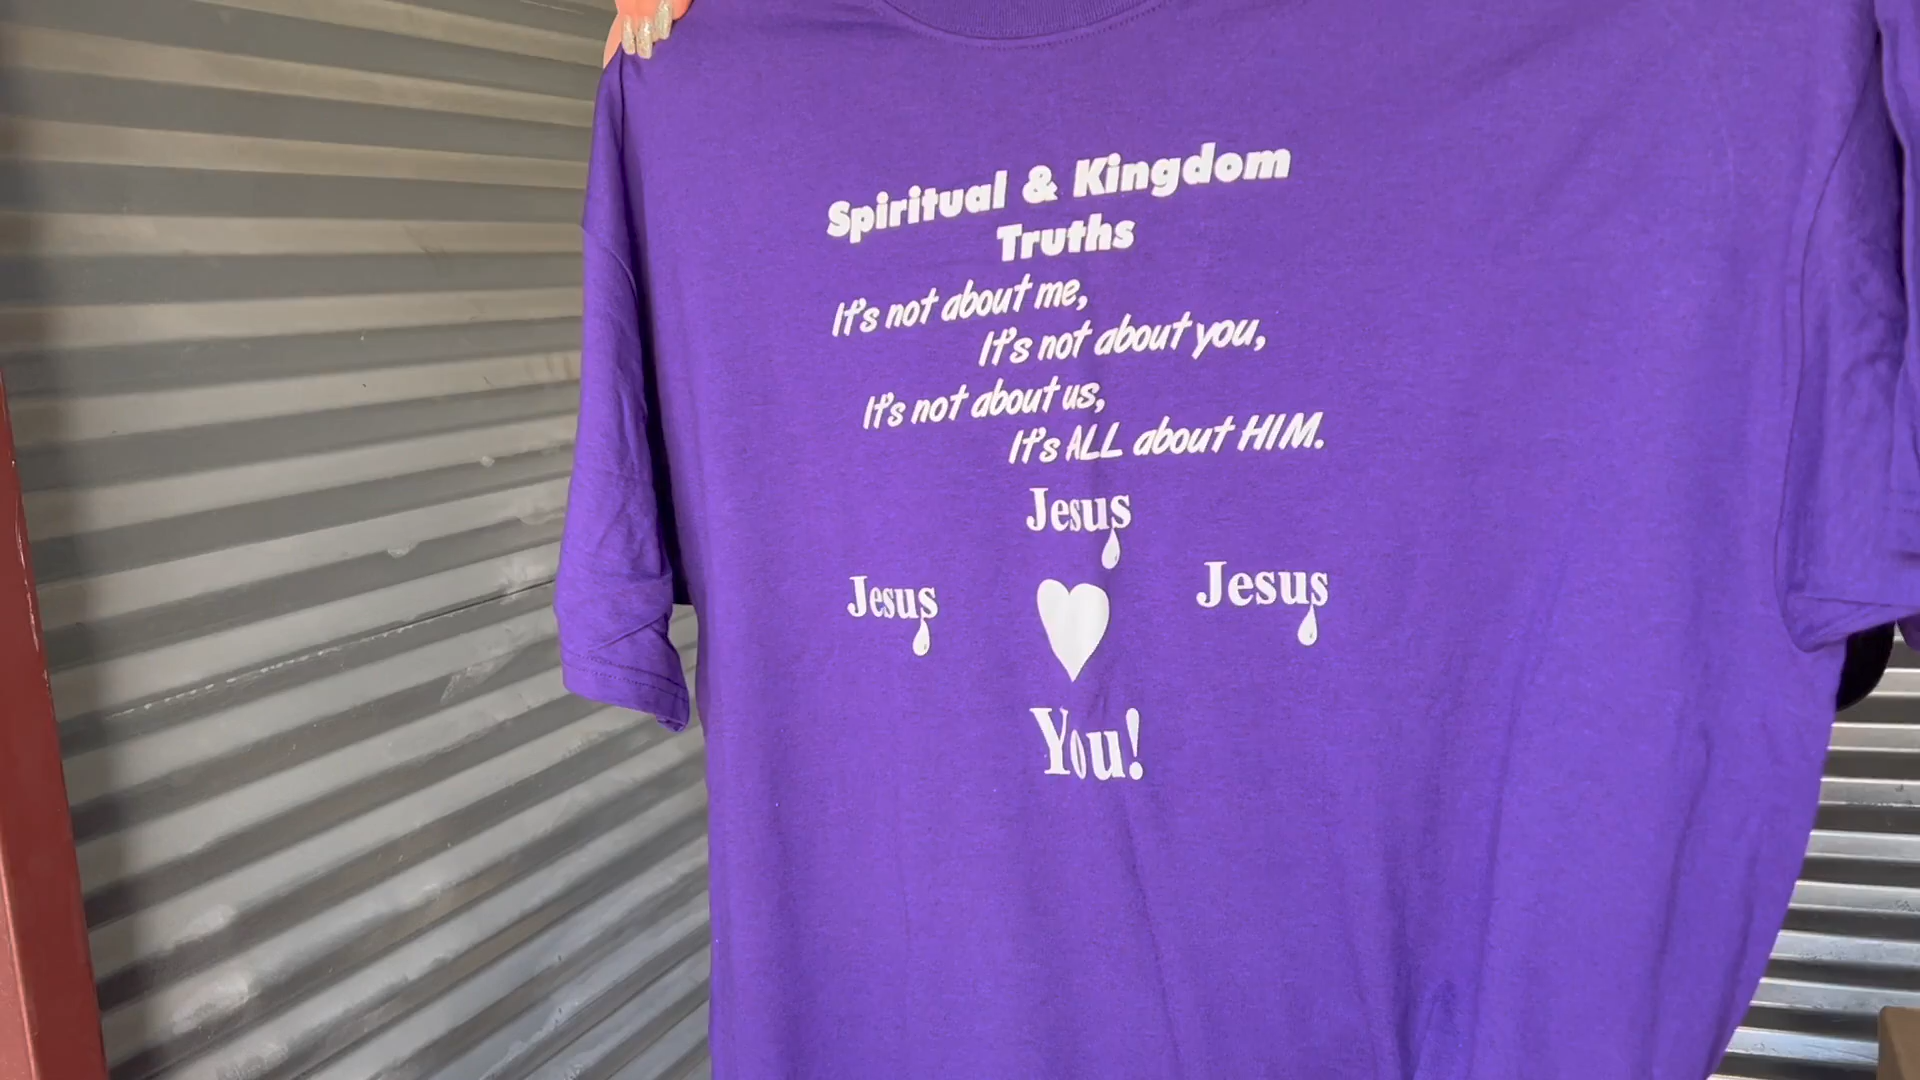 Spiritual & Kingdom
Truths
It's not about me,
It's not about you,
It's not about us,
It's ALL about HIM.
Jesus
Jesus
Jesus
You!